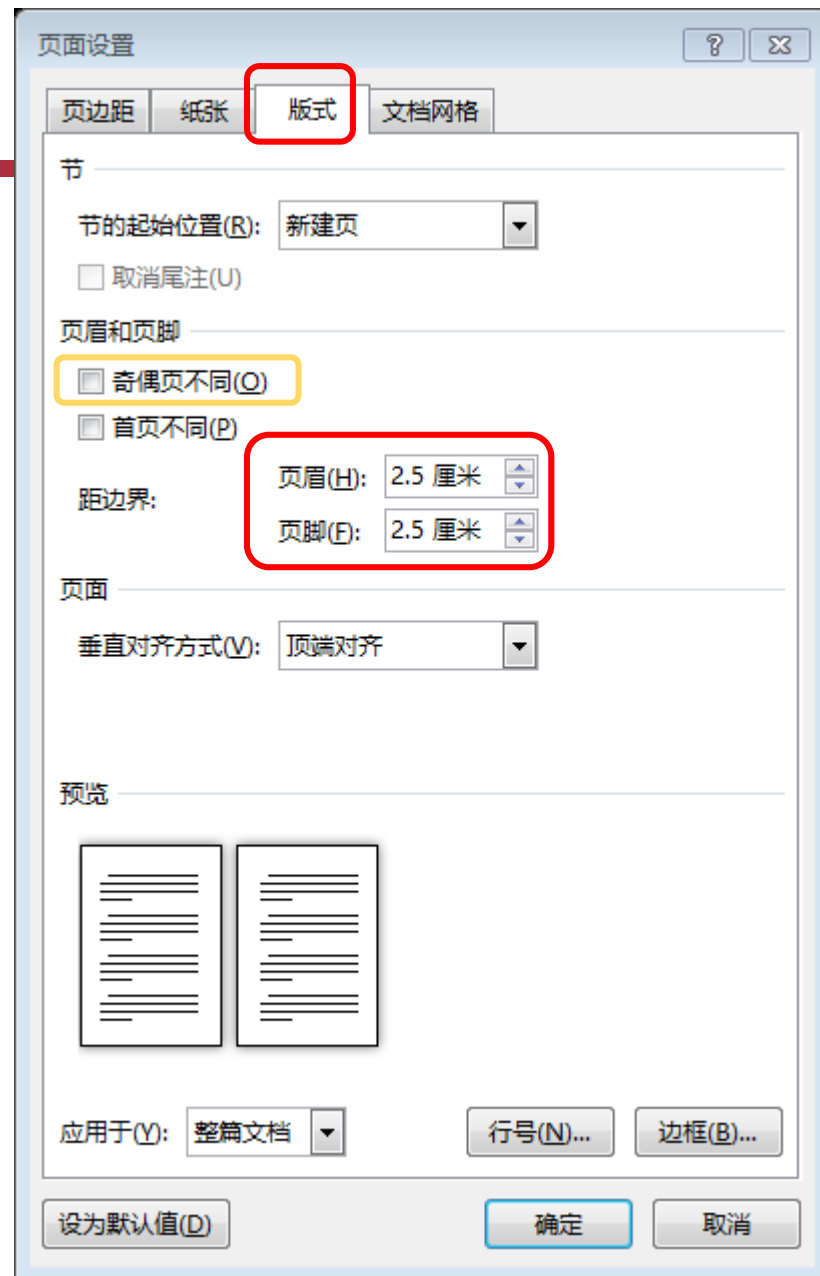 页面设置
页边距 纸张 版式 文档网格
节
节的起始位置(R): 新建页
取消尾注(U)
页眉和页脚
奇偶页不同(O)
首页不同(P)
距边界:
页眉(H): 2.5 厘米
页脚(F): 2.5 厘米
页面
垂直对齐方式(V): 顶端对齐
预览
应用于(Y): 整篇文档 行号(N)... 边框(B)...
设为默认值(D) 确定 取消